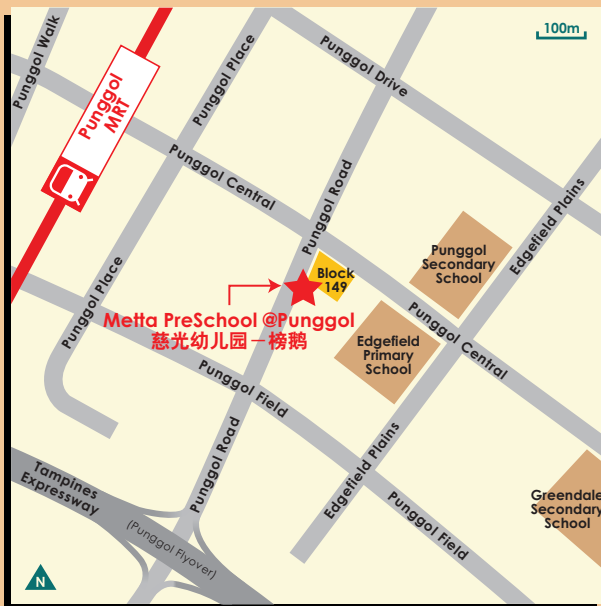 100m
Punggol Walk
Punggol Place
Punggol Drive
Punggol
MRT
Punggol Central
Punggol Road
Edgefield Plains
Punggol
Secondary
School
Block
149
Punggol Place
Metta PreSchool @Punggol
慈光幼儿园－榜鹅
Edgefield
Primary
School
Punggol Central
Punggol Field
Punggol Road
Edgefield Plains
Tampines
Expressway
(Punggol Flyover)
Punggol Field
Greendale
Secondary
School
N